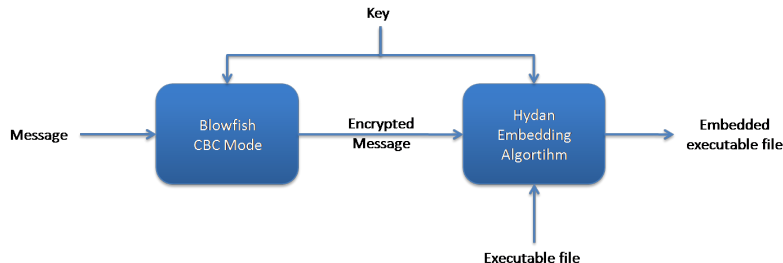 Key
Message
Blowfish
CBC Mode
Encrypted
Message
Hydan
Embedding
Algortihm
Embedded
executable file
Executable file